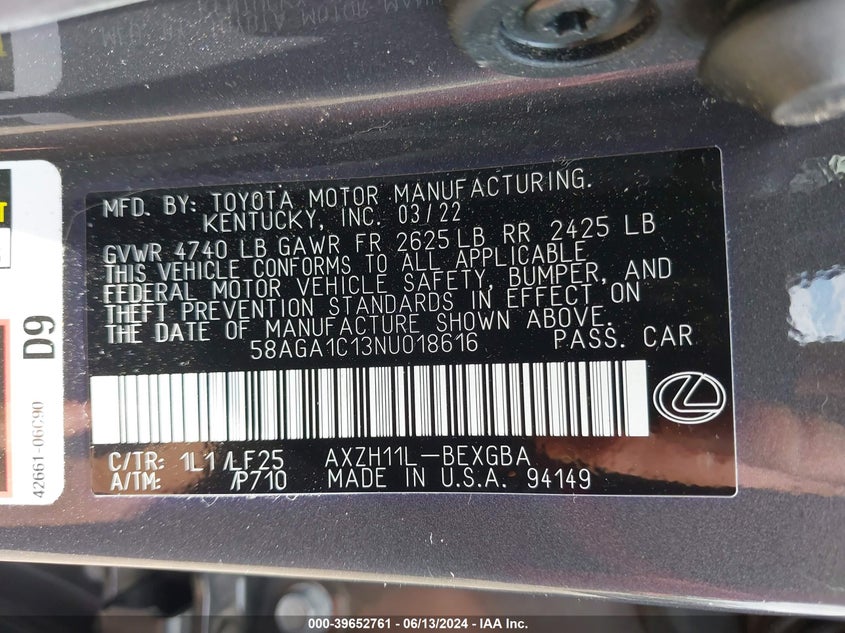 MFD. BY: TOYOTA MOTOR MANUFACTURING.
KENTUCKY, INC. 03/22
GVWR 4740 LB GAWR FR 2625 LB RR 2425 LB
THIS VEHICLE CONFORMS TO ALL APPLICABLE
FEDERAL MOTOR VEHICLE SAFETY, BUMPER, AND
THEFT PREVENTION STANDARDS IN EFFECT ON
THE DATE OF MANUFACTURE SHOWN ABOVE.
58AGA1C13NU018616 PASS. CAR
C/TR: 1L1/LF25 AXZH11L-BEXGBA
A/TM: /P710 MADE IN U.S.A. 94149
D9
42661-06C90
000-39652761 - 06/13/2024 - IAA Inc.